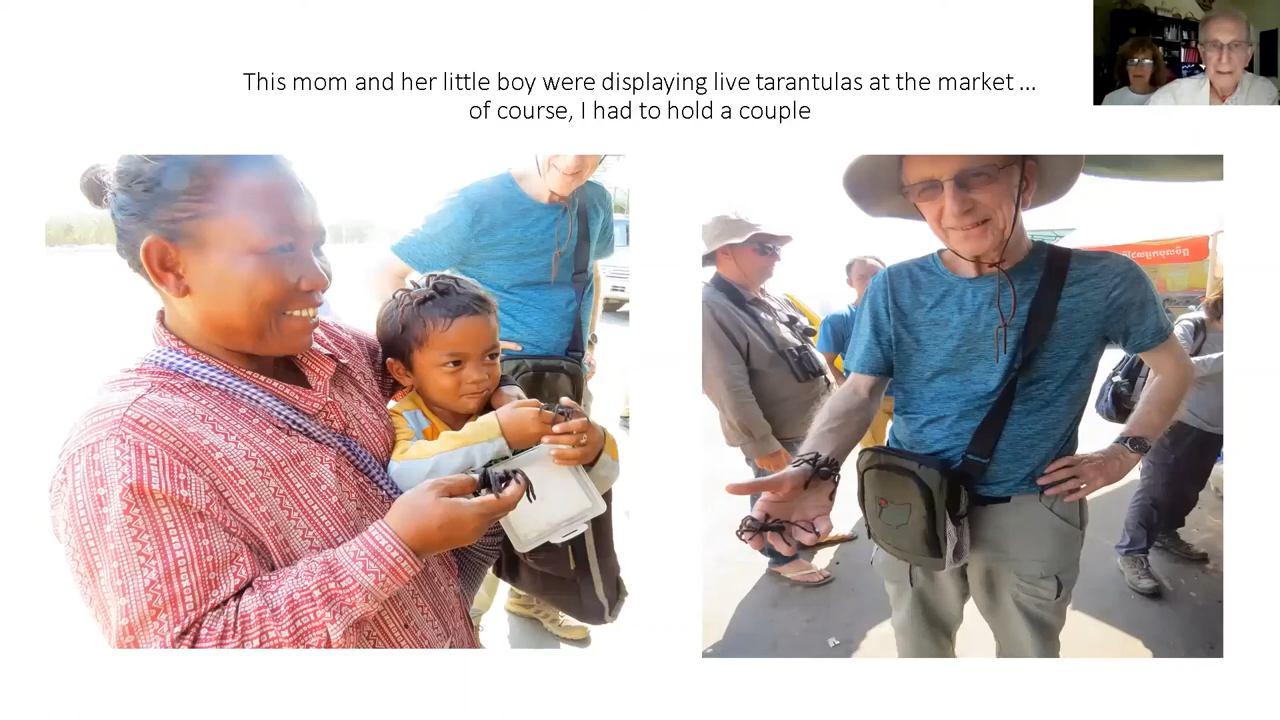 This mom and her little boy were displaying live tarantulas at the market ...
of course, I had to hold a couple